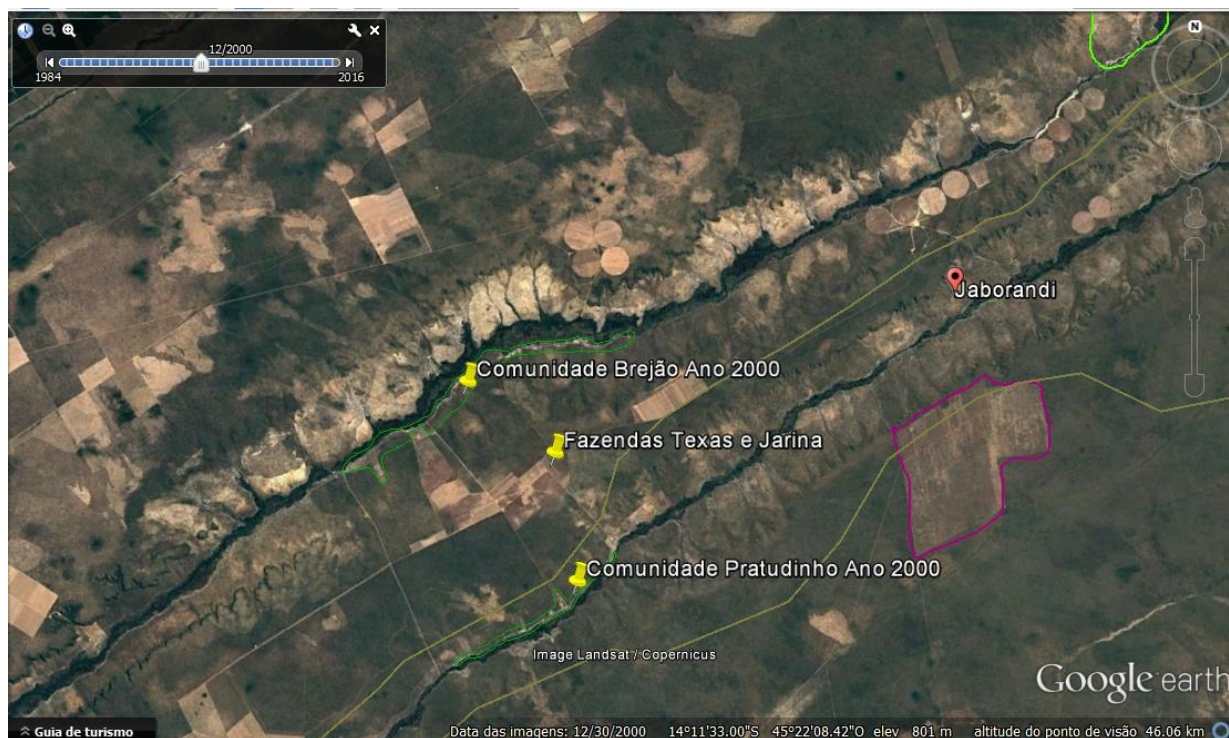 12/2000
1984
2016
N
Jaborandi
Comunidade Brejão Ano 2000
Fazendas Texas e Jarina
Comunidade Pratudinho Ano 2000
Image Landsat / Copernicus
Google earth
Guia de turismo
Data das imagens: 12/30/2000 14°11'33.00"S 45°22'08.42"O elev 801 m altitude do ponto de visão 46.06 km